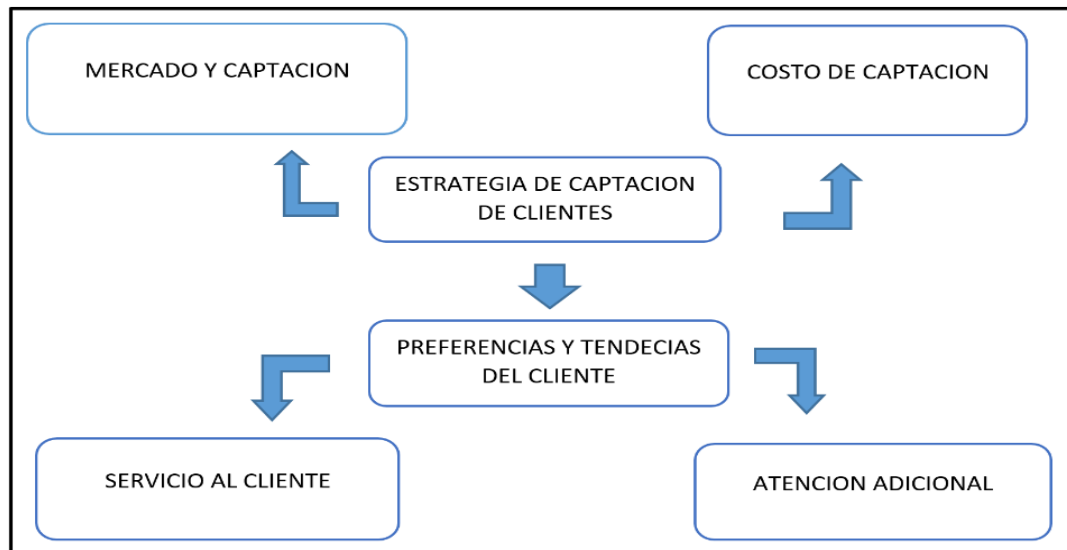 MERCADO Y CAPTACION
COSTO DE CAPTACION
ESTRATEGIA DE CAPTACION
DE CLIENTES
PREFERENCIAS Y TENDECIAS
DEL CLIENTE
SERVICIO AL CLIENTE
ATENCION ADICIONAL